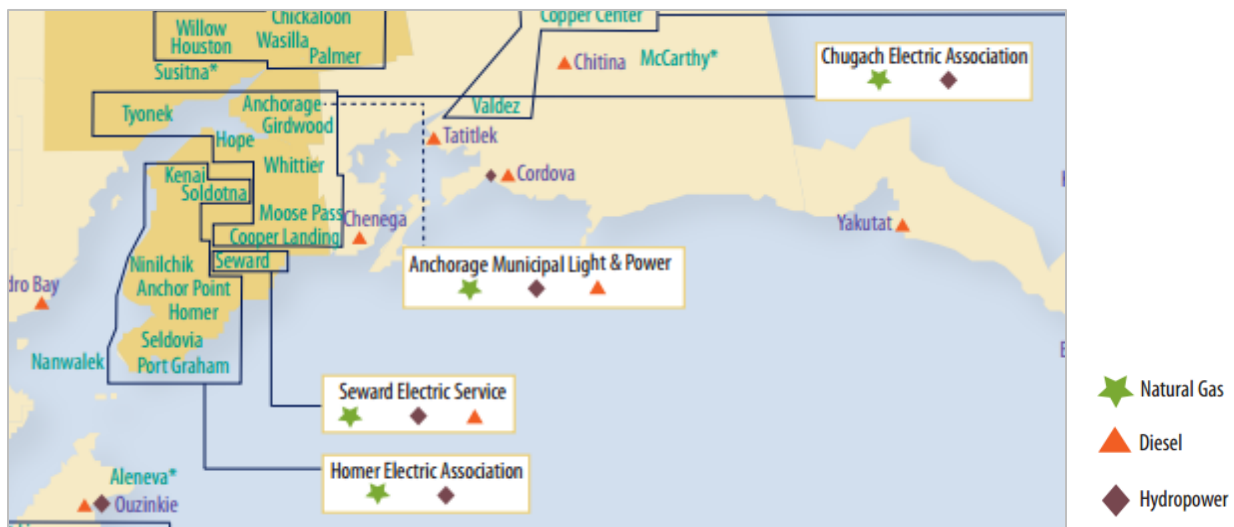 Chickaloon
Willow
Houston
Wasilla
Palmer
Susitna*
Copper Center
Chitina
McCarthy*
Chugach Electric Association
Tyonek
Anchorage
Girdwood
Valdez
Hope
Tatitlek
Whittier
Kenai
Soldotna
Cordova
Moose Pass
Chenega
Cooper Landing
Yakutat
Ninilchik
Seward
Anchorage Municipal Light & Power
dro Bay
Anchor Point
Homer
Seldovia
Nanwalek
Port Graham
Seward Electric Service
Natural Gas
Diesel
Homer Electric Association
Aleneva*
Ouzinkie
Hydropower